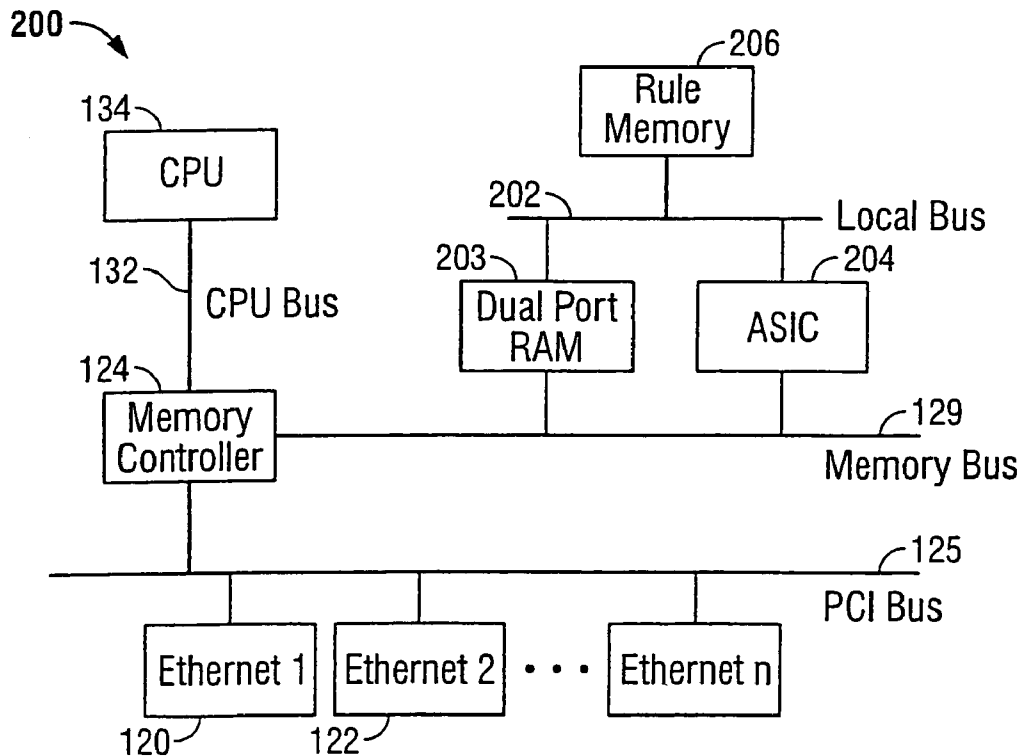 200
206
Rule
Memory
134
CPU
202
Local Bus
132
CPU Bus
203
Dual Port
RAM
204
ASIC
124
Memory
Controller
129
Memory Bus
125
PCI Bus
Ethernet 1
Ethernet 2
• • •
Ethernet n
120
122